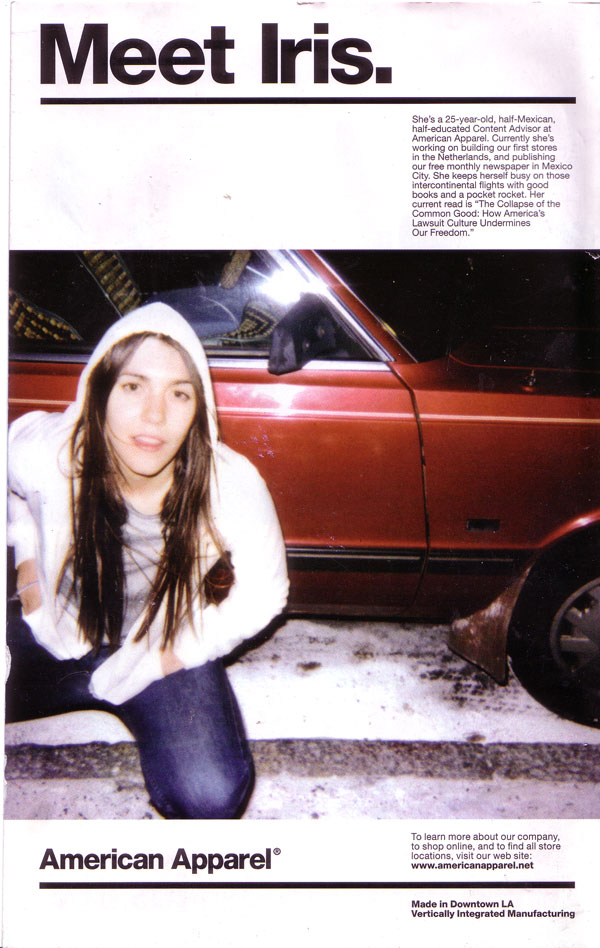 Meet Iris.
She's a 25-year-old, half-Mexican,
half-educated Content Advisor at
American Apparel. Currently she's
working on building our first stores
in the Netherlands, and publishing
our free monthly newspaper in Mexico
City. She keeps herself busy on those
intercontinental flights with good
books and a pocket rocket. Her
current read is “The Collapse of the
Common Good: How America's
Lawsuit Culture Undermines
Our Freedom.”
American Apparel®
To learn more about our company,
to shop online, and to find all store
locations, visit our web site:
www.americanapparel.net
Made in Downtown LA
Vertically Integrated Manufacturing